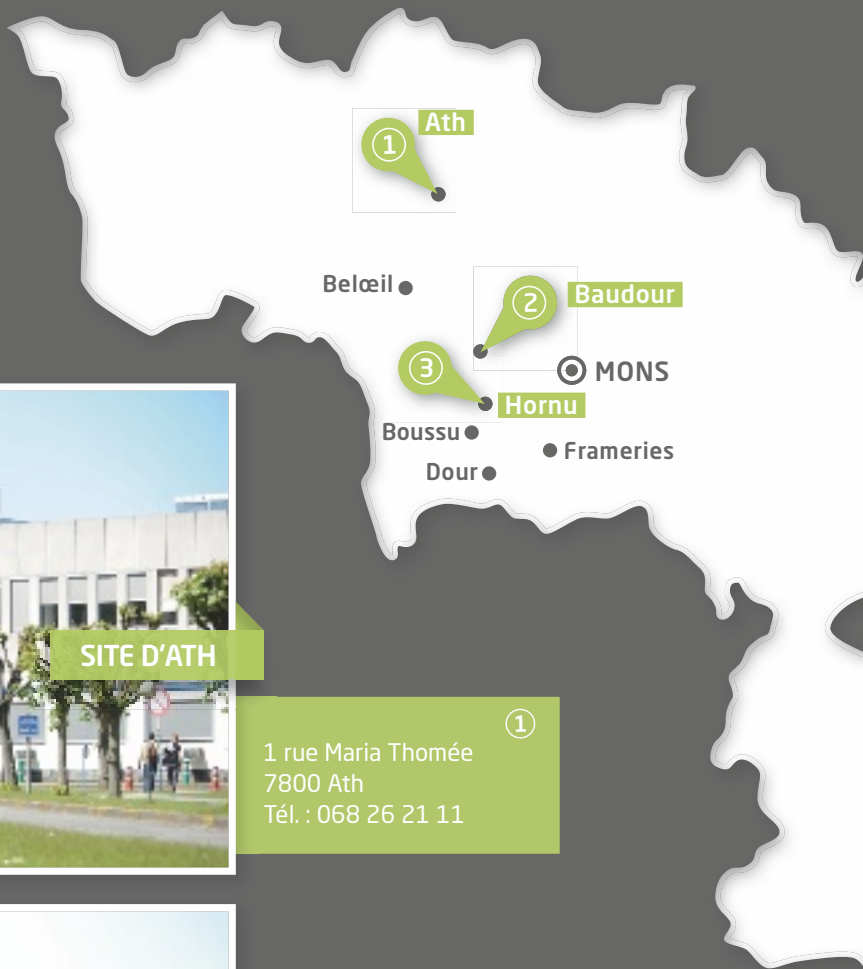 ① Ath
Belœil
② Baudour
③
MONS
Hornu
Boussu
Frameries
Dour
SITE D'ATH
①
1 rue Maria Thomée
7800 Ath
Tél. : 068 26 21 11